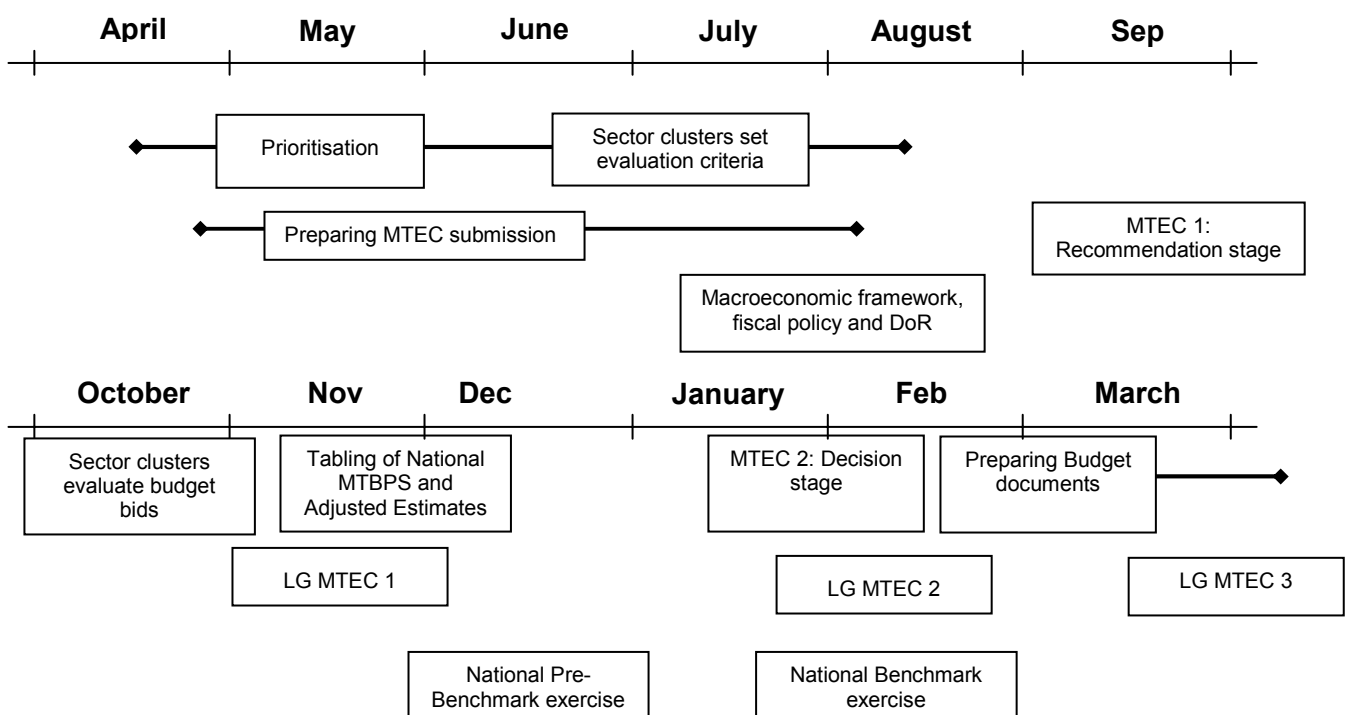 April May June July August Sep
Prioritisation
Sector clusters set
evaluation criteria
Preparing MTEC submission
MTEC 1:
Recommendation stage
Macroeconomic framework,
fiscal policy and DoR
October Nov Dec January Feb March
Sector clusters
evaluate budget
bids
Tabling of National
MTBPS and
Adjusted Estimates
MTEC 2: Decision
stage
Preparing Budget
documents
LG MTEC 1
LG MTEC 2
LG MTEC 3
National Pre-
Benchmark exercise
National Benchmark
exercise